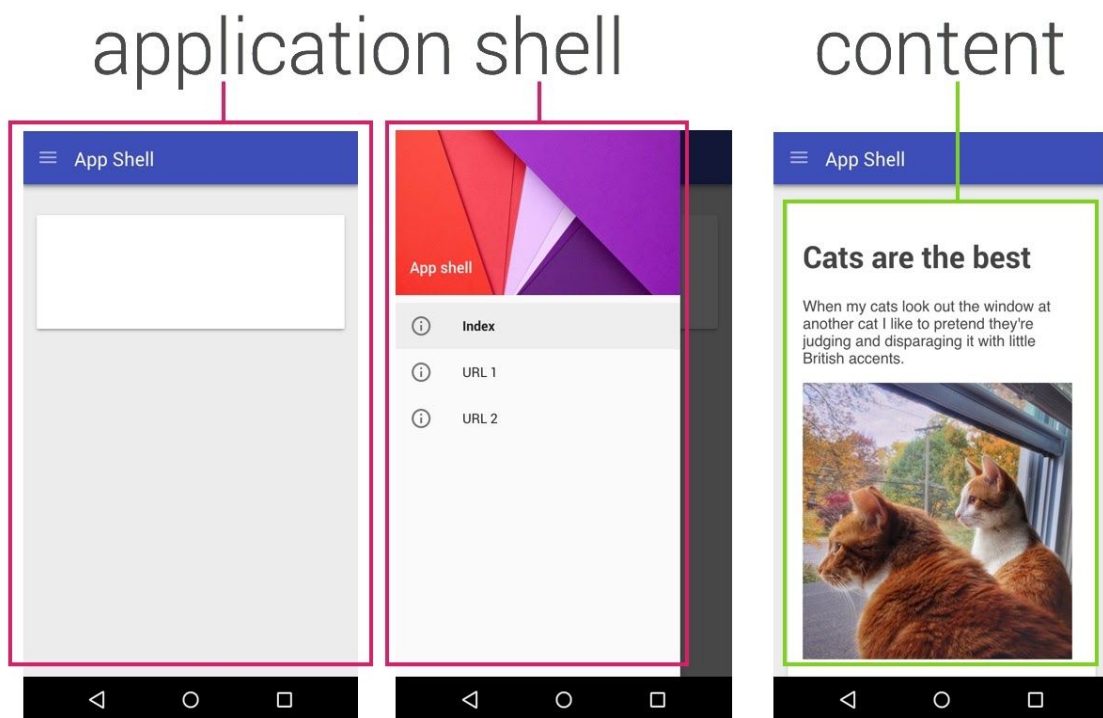 application shell
content
App Shell
App shell
Index
URL 1
URL 2
App Shell
Cats are the best
When my cats look out the window at
another cat I like to pretend they're
judging and disparaging it with little
British accents.